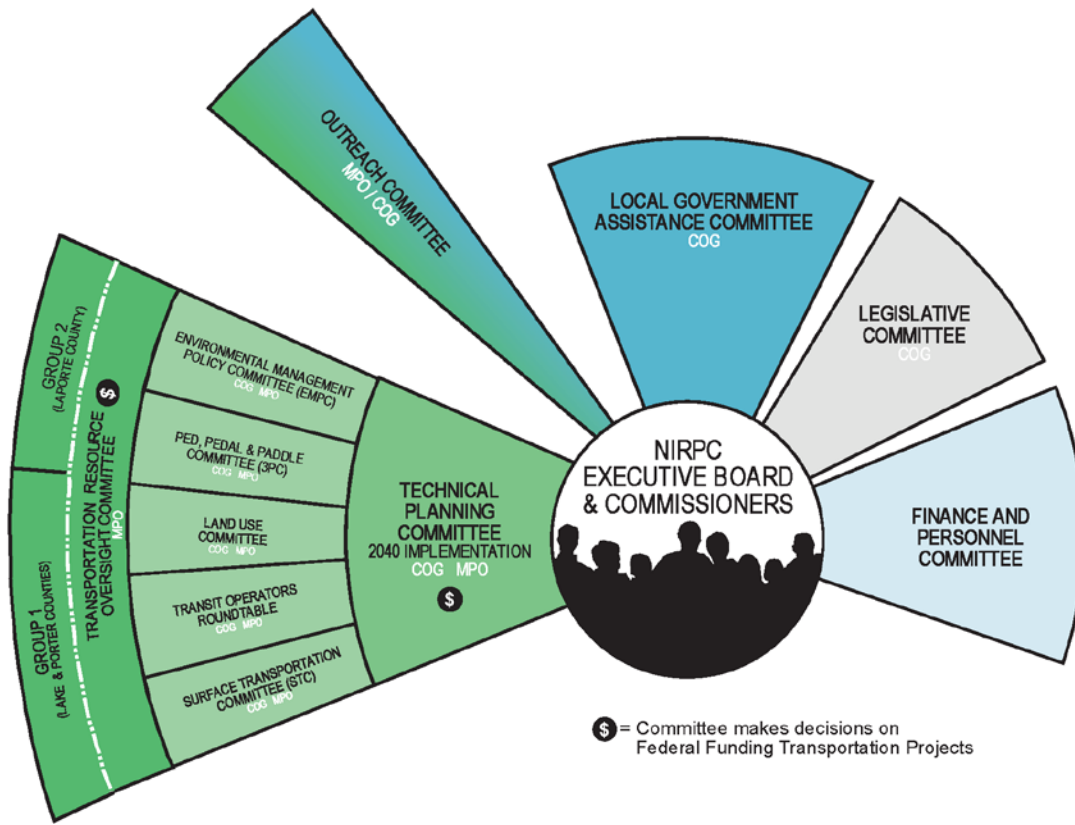 OUTREACH COMMITTEE
MPO / COG
LOCAL GOVERNMENT
ASSISTANCE COMMITTEE
COG
LEGISLATIVE
COMMITTEE
COG
FINANCE AND
PERSONNEL
COMMITTEE
NIRPC
EXECUTIVE BOARD
& COMMISSIONERS
TECHNICAL
PLANNING
COMMITTEE
2040 IMPLEMENTATION
COG MPO
$
ENVIRONMENTAL MANAGEMENT
POLICY COMMITTEE (EMPC)
COG MPO
PED, PEDAL & PADDLE
COMMITTEE (3PC)
COG MPO
LAND USE
COMMITTEE
COG MPO
TRANSIT OPERATORS
ROUNDTABLE
COG MPO
SURFACE TRANSPORTATION
COMMITTEE (STC)
COG MPO
TRANSPORTATION RESOURCE
OVERSIGHT COMMITTEE
MPO
$
GROUP 2
(LAPORTE COUNTY)
GROUP 1
(LAKE & PORTER COUNTIES)
$ = Committee makes decisions on
Federal Funding Transportation Projects